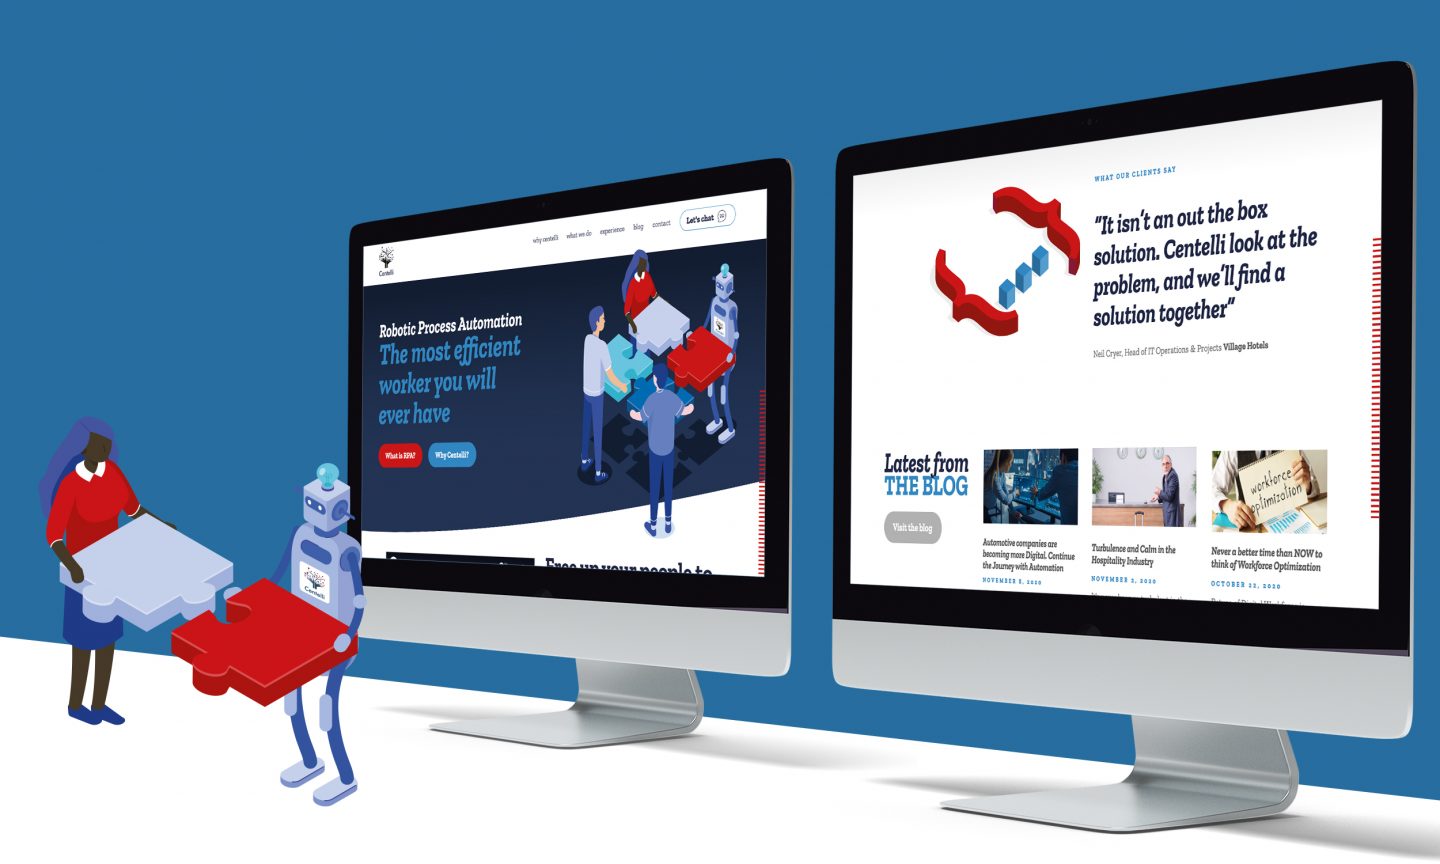 Centelli
why centelli
what we do
experience
blog
contact
Let's chat
Robotic Process Automation
The most efficient
worker you will
ever have
What is RPA?
Why Centelli?
Free up your people to
Centelli
WHAT OUR CLIENTS SAY
“It isn't an out the box
solution. Centelli look at the
problem, and we'll find a
solution together”
Neil Cryer, Head of IT Operations & Projects Village Hotels
Latest from
THE BLOG
Visit the blog
workforce
optimization
Automotive companies are
becoming more Digital. Continue
the Journey with Automation
Turbulence and Calm in the
Hospitality Industry
NOVEMBER 2, 2020
Never a better time than NOW to
think of Workforce Optimization
OCTOBER 22, 2020